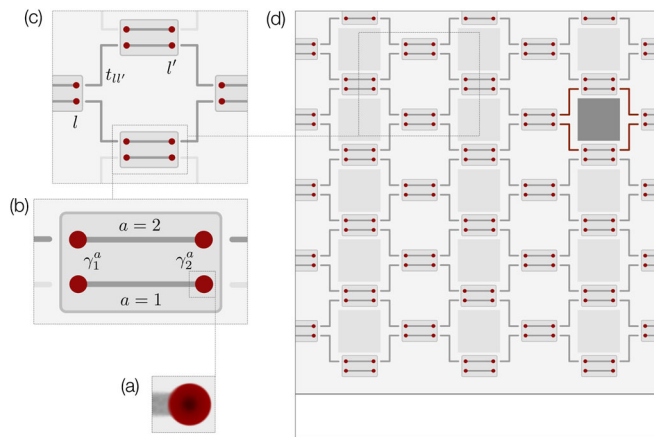 (c)
(d)
t_{ll'}
l'
l
(b)
a = 2
γ_1^a
γ_2^a
a = 1
(a)